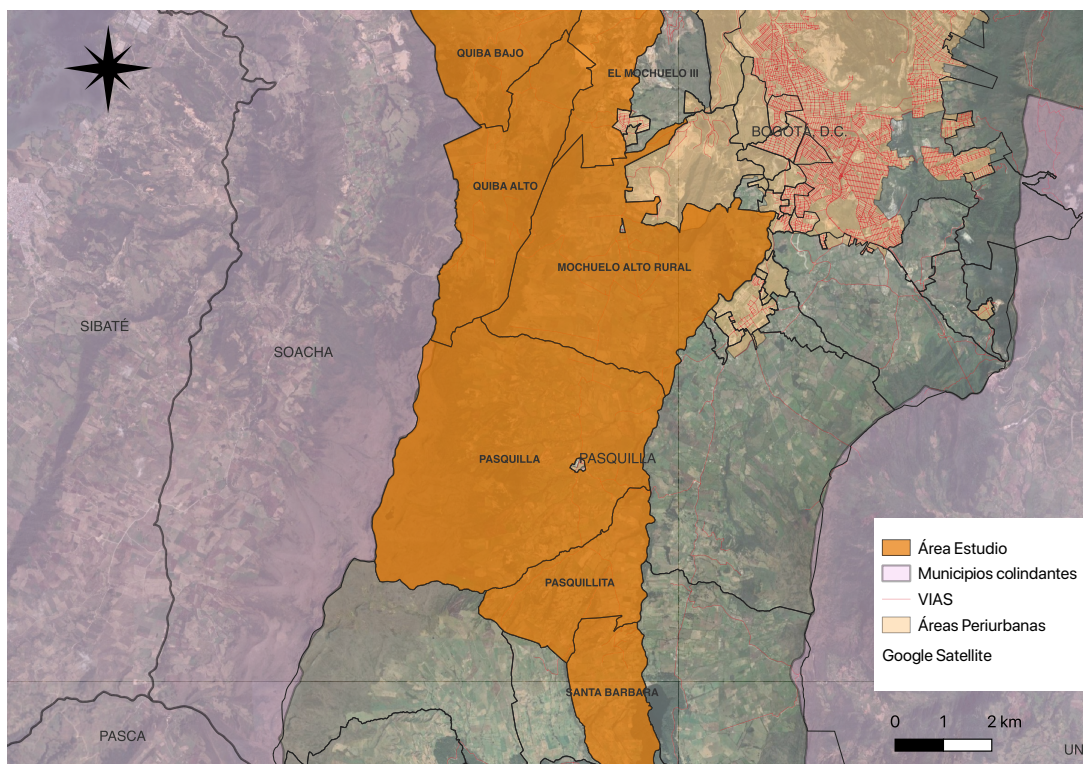 QUIBA BAJO
EL MOCHUELO III
BOGOTÁ, D.C.
QUIBA ALTO
MOCHUELO ALTO RURAL
SIBATÉ
SOACHA
PASQUILLA
PASQUILLA
PASQUILLITA
SANTA BARBARA
PASCA
Área Estudio
Municipios colindantes
VIAS
Áreas Periurbanas
Google Satellite
0 1 2 km
UN